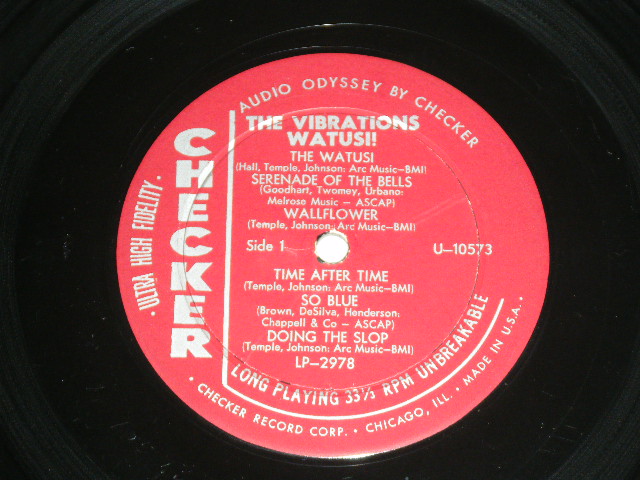 AUDIO ODYSSEY BY CHECKER
THE VIBRATIONS
WATUSI!
THE WATUSI
(Hall, Temple, Johnson: Arc Music—BMI)
SERENADE OF THE BELLS
(Goodhart, Twomey, Urbano:
Melrose Music — ASCAP)
WALLFLOWER
(Temple, Johnson: Arc Music—BMI)
Side 1
U—10573
TIME AFTER TIME
(Temple, Johnson: Arc Music—BMI)
SO BLUE
(Brown, DeSilva, Henderson:
Chappell & Co — ASCAP)
DOING THE SLOP
(Temple, Johnson: Arc Music—BMI)
LP—2978
CHECKER
• ULTRA HIGH FIDELITY •
LONG PLAYING 33⅓ RPM UNBREAKABLE
• CHECKER RECORD CORP. • CHICAGO, ILL. • MADE IN U.S.A. •